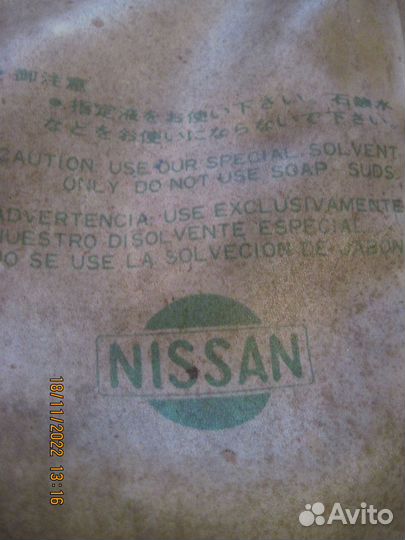 御注意
●指定液をお使い下さい。石鹸水
などをお使いにならないで下さい。
CAUTION: USE OUR SPECIAL SOLVENT
ONLY DO NOT USE SOAP SUDS
ADVERTENCIA: USE EXCLUSIVAMENTE
NUESTRO DISOLVENTE ESPECIAL
NO SE USE LA SOLVECION DE JABON
NISSAN
18/11/2022 13:16
Avito